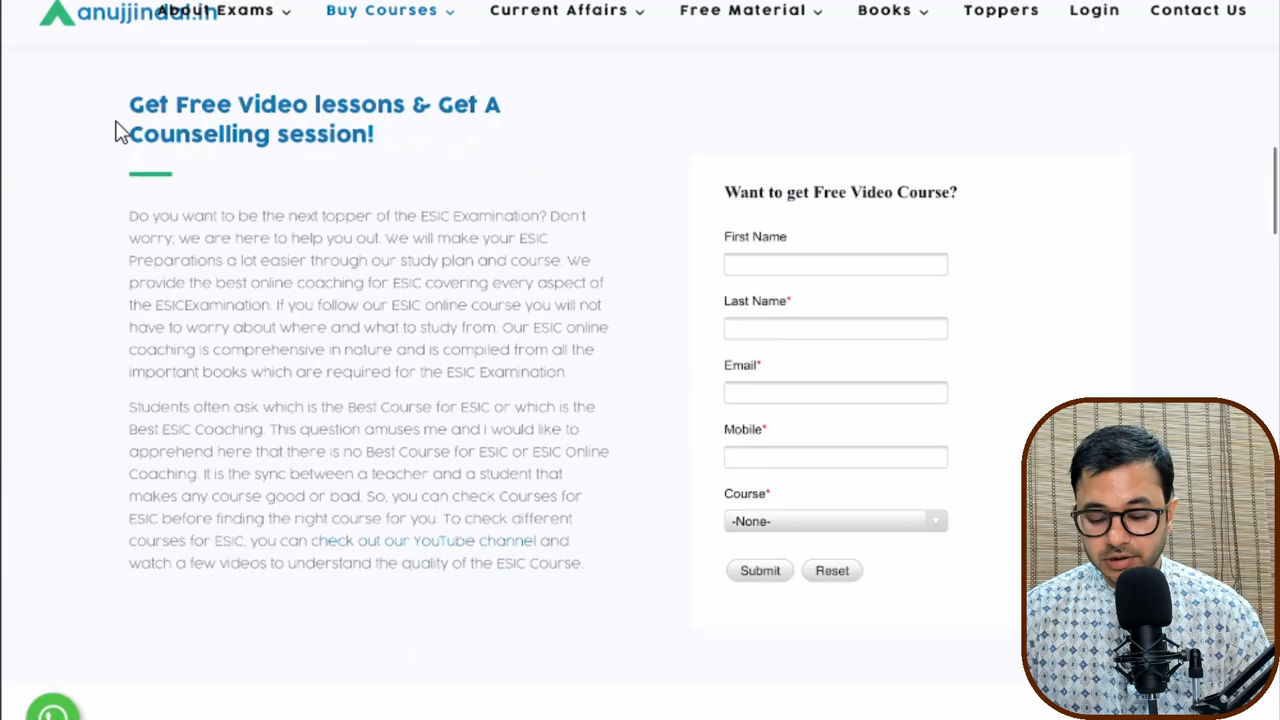 anujjindal.in
About Exams
Buy Courses
Current Affairs
Free Material
Books
Toppers
Login
Contact Us
Get Free Video lessons & Get A
Counselling session!
Do you want to be the next topper of the ESIC Examination? Don't
worry; we are here to help you out. We will make your ESIC
Preparations a lot easier through our study plan and course. We
provide the best online coaching for ESIC covering every aspect of
the ESICExamination. If you follow our ESIC online course you will not
have to worry about where and what to study from. Our ESIC online
coaching is comprehensive in nature and is compiled from all the
important books which are required for the ESIC Examination.
Students often ask which is the Best Course for ESIC or which is the
Best ESIC Coaching. This question amuses me and I would like to
apprehend here that there is no Best Course for ESIC or ESIC Online
Coaching. It is the sync between a teacher and a student that
makes any course good or bad. So, you can check Courses for
ESIC before finding the right course for you. To check different
courses for ESIC, you can check out our YouTube channel and
watch a few videos to understand the quality of the ESIC Course.
Want to get Free Video Course?
First Name
Last Name*
Email*
Mobile*
Course*
-None-
Submit
Reset